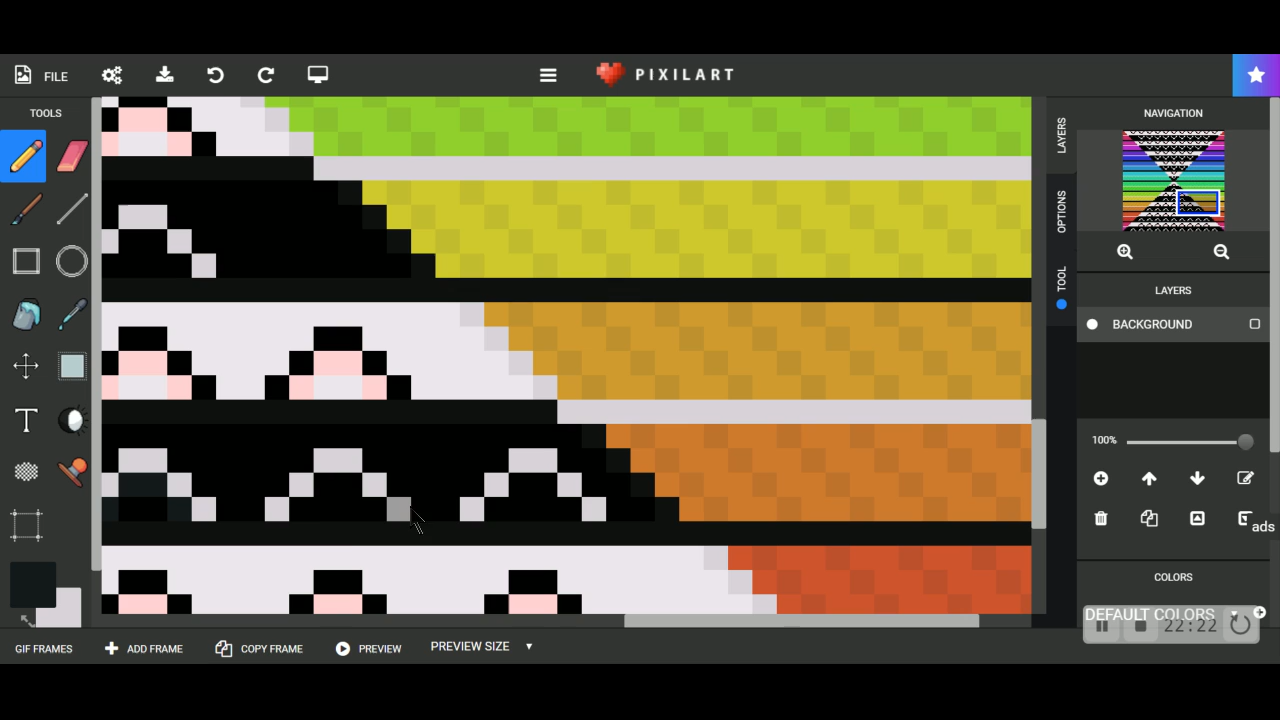 FILE
PIXILART
TOOLS
LAYERS
OPTIONS
TOOL
NAVIGATION
LAYERS
BACKGROUND
100%
ads
COLORS
DEFAULT COLORS
22:22
GIF FRAMES
ADD FRAME
COPY FRAME
PREVIEW
PREVIEW SIZE